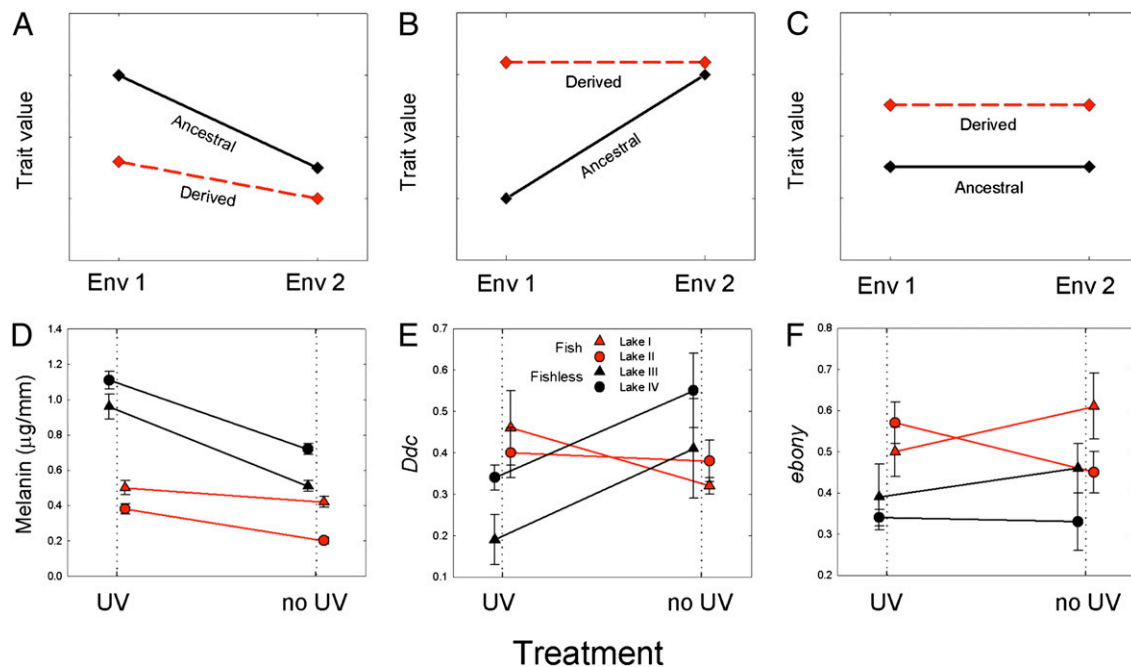 A
Trait value
Ancestral
Derived
Env 1
Env 2
B
Trait value
Derived
Ancestral
Env 1
Env 2
C
Trait value
Derived
Ancestral
Env 1
Env 2
D
Melanin (μg/mm)
1.4
1.2
1.0
0.8
0.6
0.4
0.2
0.0
UV
no UV
E
Ddc
0.7
0.6
0.5
0.4
0.3
0.2
0.1
Fish
Lake I
Lake II
Fishless
Lake III
Lake IV
UV
no UV
F
ebony
0.8
0.7
0.6
0.5
0.4
0.3
0.2
UV
no UV
Treatment